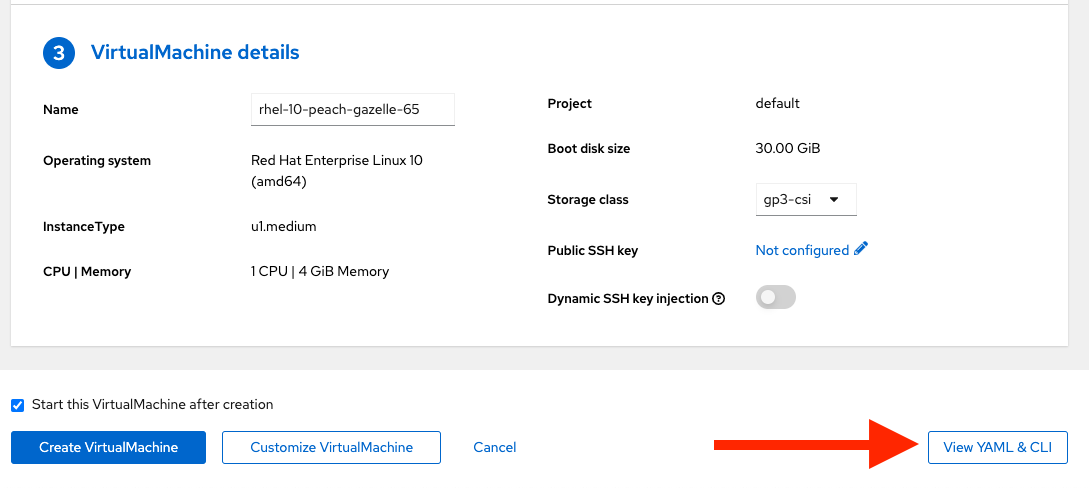 3 VirtualMachine details
Name rhel-10-peach-gazelle-65
Operating system Red Hat Enterprise Linux 10
(amd64)
InstanceType u1.medium
CPU | Memory 1 CPU | 4 GiB Memory
Project default
Boot disk size 30.00 GiB
Storage class gp3-csi
Public SSH key Not configured
Dynamic SSH key injection ?
Start this VirtualMachine after creation
Create VirtualMachine Customize VirtualMachine Cancel View YAML & CLI